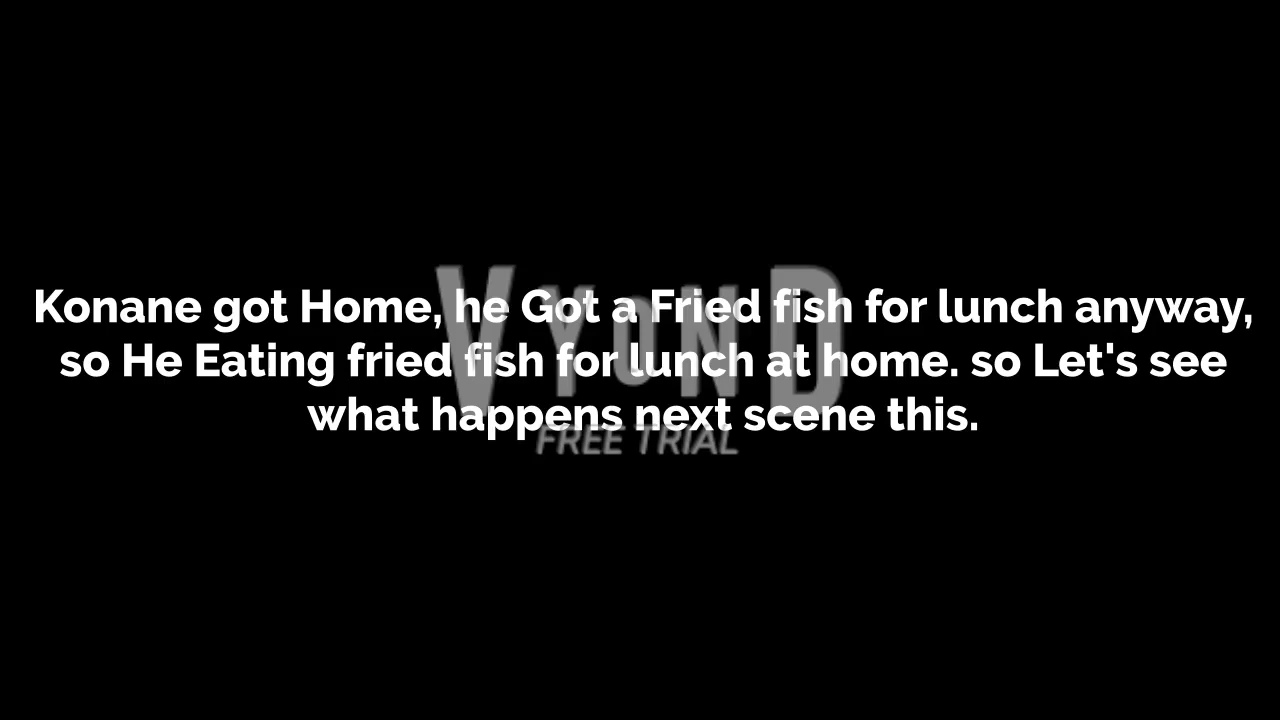 Konane got Home, he Got a Fried fish for lunch anyway,
so He Eating fried fish for lunch at home. so Let's see
what happens next scene this.
VYOND
FREE TRIAL